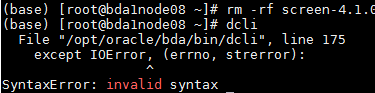 (base) [root@bda1node08 ~]# rm -rf screen-4.1.0
(base) [root@bda1node08 ~]# dcli
File "/opt/oracle/bda/bin/dcli", line 175
except IOError, (errno, strerror):
^
SyntaxError: invalid syntax